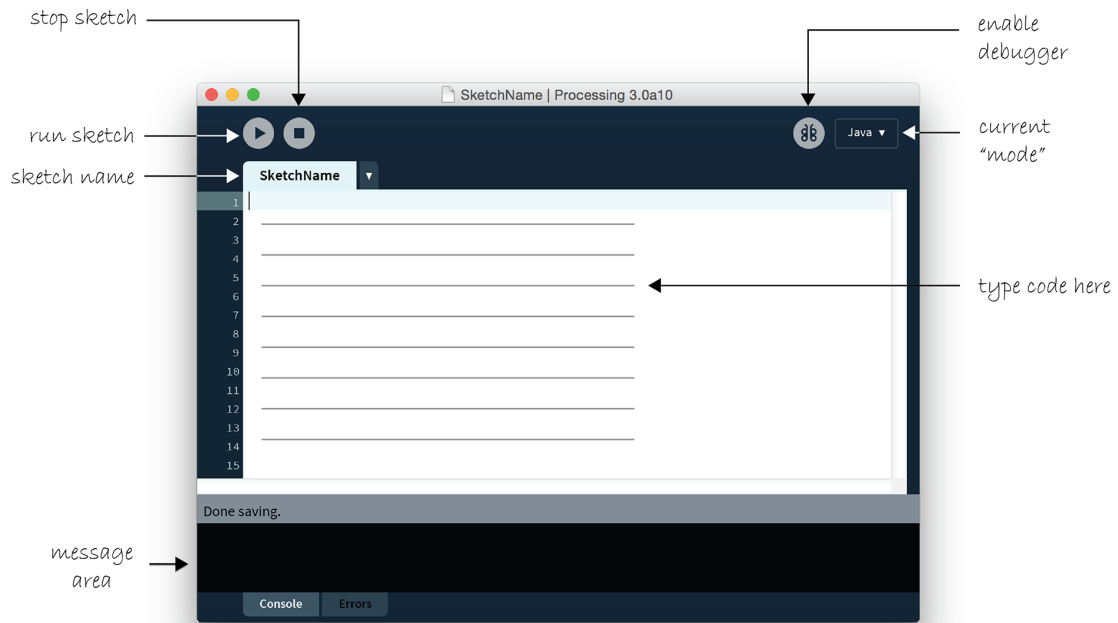 stop sketch
enable
debugger
SketchName | Processing 3.0a10
run sketch
Java ▼
current
“mode”
sketch name
SketchName ▼
1
2
3
4
5
6
7
8
9
10
11
12
13
14
15
type code here
Done saving.
message
area
Console
Errors